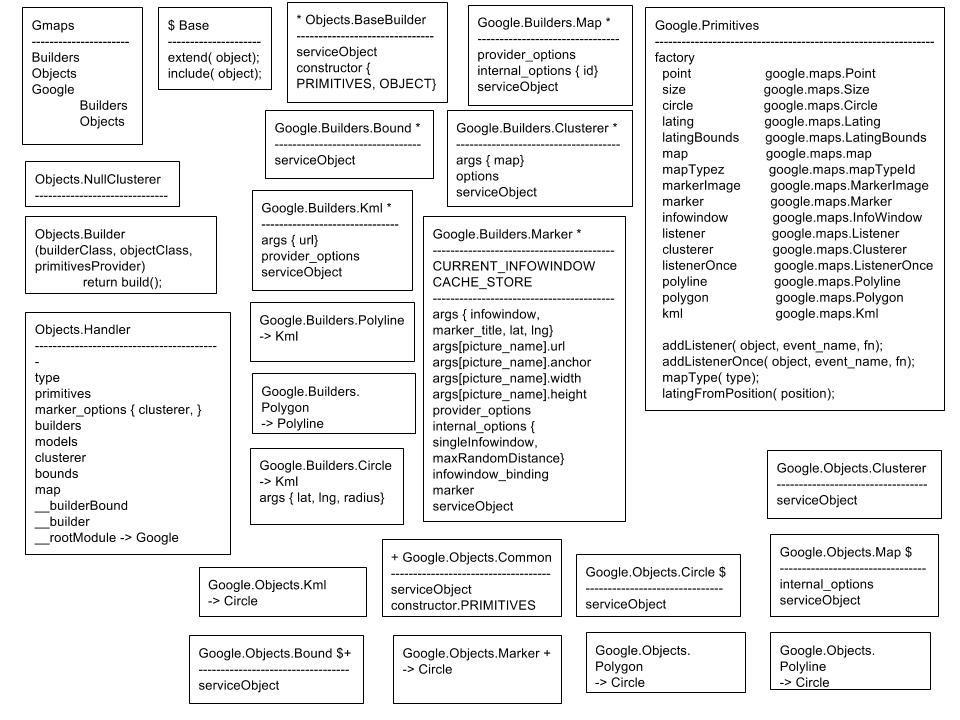 Gmaps
----------------------
Builders
Objects
Google
Builders
Objects
$ Base
---------------------
extend( object);
include( object);
* Objects.BaseBuilder
-------------------------------
serviceObject
constructor {
PRIMITIVES, OBJECT}
Google.Builders.Map *
--------------------------------
provider_options
internal_options { id}
serviceObject
Google.Primitives
---------------------------------------------------------------
factory
point google.maps.Point
size google.maps.Size
circle google.maps.Circle
lating google.maps.Lating
latingBounds google.maps.LatingBounds
map google.maps.map
mapTypez google.maps.mapTypeId
markerImage google.maps.MarkerImage
marker google.maps.Marker
infowindow google.maps.InfoWindow
listener google.maps.Listener
clusterer google.maps.Clusterer
listenerOnce google.maps.ListenerOnce
polyline google.maps.Polyline
polygon google.maps.Polygon
kml google.maps.Kml
addListener( object, event_name, fn);
addListenerOnce( object, event_name, fn);
mapType( type);
latingFromPosition( position);
Google.Builders.Bound *
---------------------------------
serviceObject
Google.Builders.Clusterer *
-------------------------------------
args { map}
options
serviceObject
Objects.NullClusterer
------------------------------
Google.Builders.Kml *
-------------------------------
args { url}
provider_options
serviceObject
Objects.Builder
(builderClass, objectClass,
primitivesProvider)
return build();
Google.Builders.Marker *
-----------------------------------------
CURRENT_INFOWINDOW
CACHE_STORE
-----------------------------------------
args { infowindow,
marker_title, lat, lng}
args[picture_name].url
args[picture_name].anchor
args[picture_name].width
args[picture_name].height
provider_options
internal_options {
singleInfowindow,
maxRandomDistance}
infowindow_binding
marker
serviceObject
Google.Builders.Polyline
-> Kml
Objects.Handler
-----------------------------------------
-
type
primitives
marker_options { clusterer, }
builders
models
clusterer
bounds
map
__builderBound
__builder
__rootModule -> Google
Google.Builders.
Polygon
-> Polyline
Google.Builders.Circle
-> Kml
args { lat, lng, radius}
Google.Objects.Clusterer
----------------------------------
serviceObject
+ Google.Objects.Common
------------------------------------
serviceObject
constructor.PRIMITIVES
Google.Objects.Circle $
-------------------------------
serviceObject
Google.Objects.Map $
---------------------------------
internal_options
serviceObject
Google.Objects.Kml
-> Circle
Google.Objects.Bound $+
----------------------------------
serviceObject
Google.Objects.Marker +
-> Circle
Google.Objects.
Polygon
-> Circle
Google.Objects.
Polyline
-> Circle